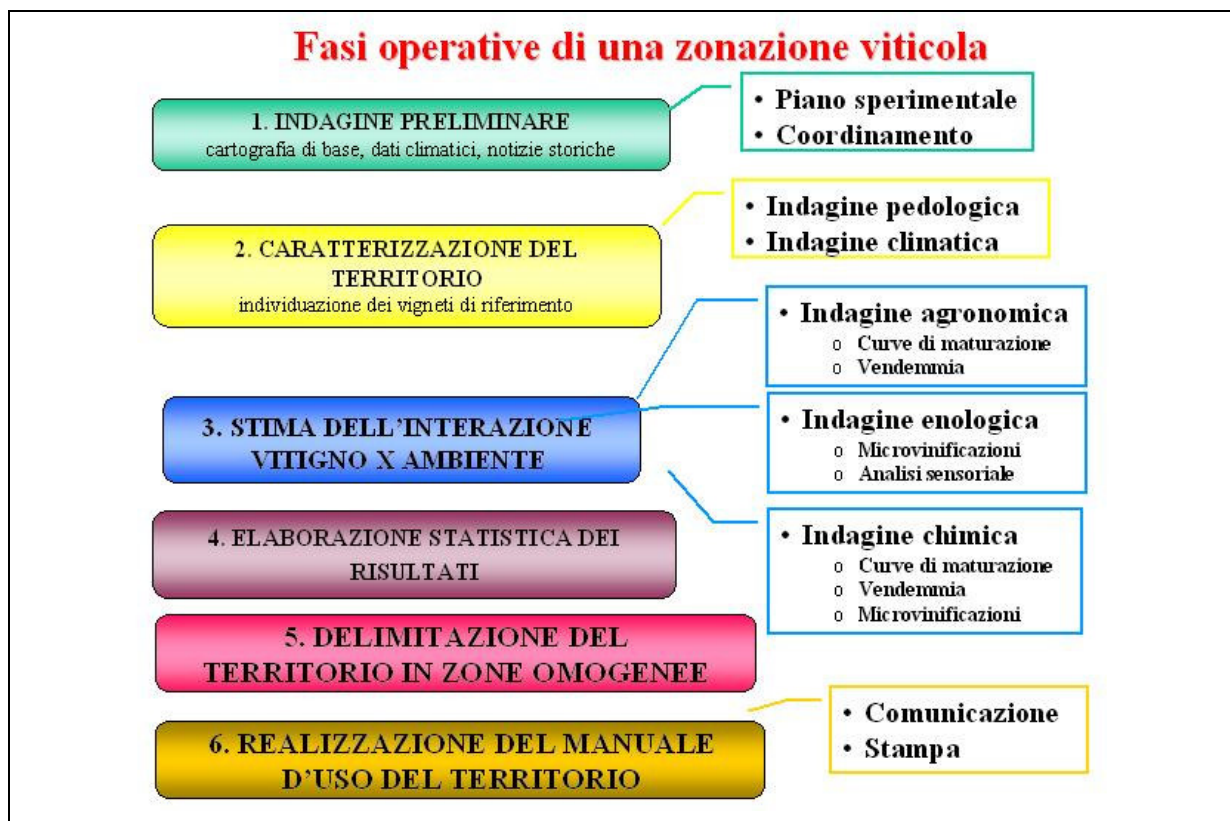 Fasi operative di una zonazione viticola
1. INDAGINE PRELIMINARE
cartografia di base, dati climatici, notizie storiche
• Piano sperimentale
• Coordinamento
2. CARATTERIZZAZIONE DEL
TERRITORIO
individuazione dei vigneti di riferimento
• Indagine pedologica
• Indagine climatica
3. STIMA DELL'INTERAZIONE
VITIGNO X AMBIENTE
• Indagine agronomica
o Curve di maturazione
o Vendemmia
• Indagine enologica
o Microvinificazioni
o Analisi sensoriale
• Indagine chimica
o Curve di maturazione
o Vendemmia
o Microvinificazioni
4. ELABORAZIONE STATISTICA DEI
RISULTATI
5. DELIMITAZIONE DEL
TERRITORIO IN ZONE OMOGENEE
6. REALIZZAZIONE DEL MANUALE
D'USO DEL TERRITORIO
• Comunicazione
• Stampa